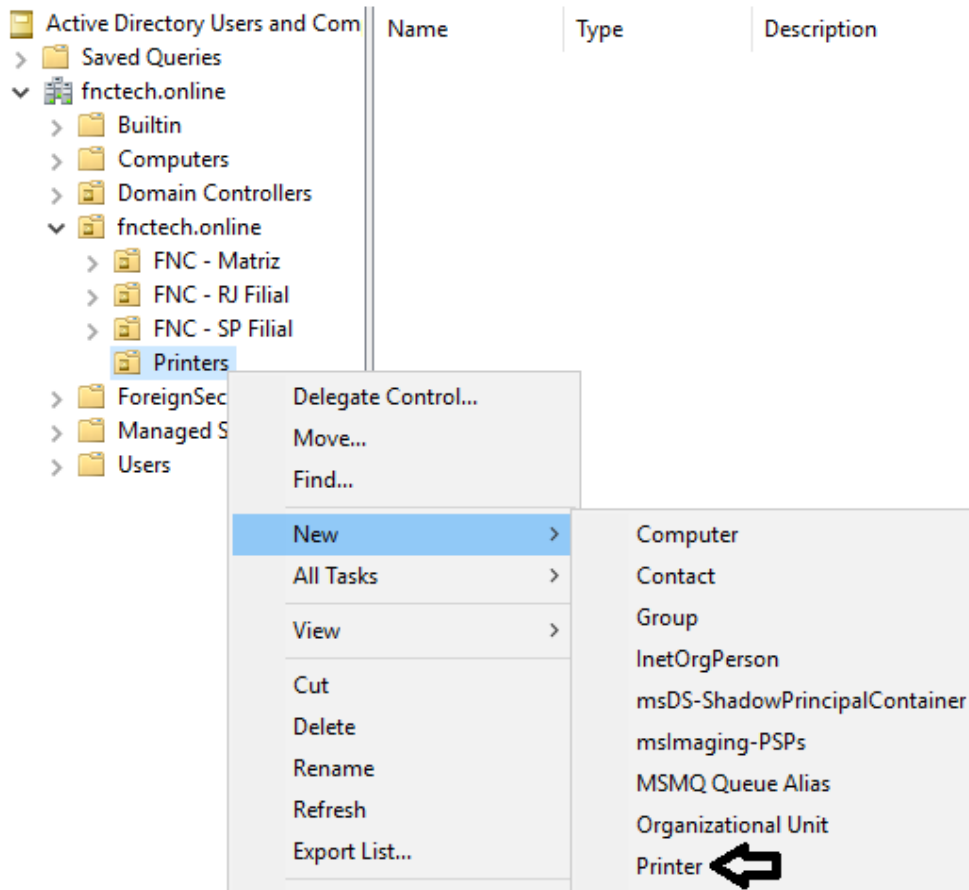 Active Directory Users and Com
Name
Type
Description
Saved Queries
fnctech.online
Builtin
Computers
Domain Controllers
fnctech.online
FNC - Matriz
FNC - RJ Filial
FNC - SP Filial
Printers
ForeignSec
Managed S
Users
Delegate Control...
Move...
Find...
New
All Tasks
View
Cut
Delete
Rename
Refresh
Export List...
Computer
Contact
Group
InetOrgPerson
msDS-ShadowPrincipalContainer
msImaging-PSPs
MSMQ Queue Alias
Organizational Unit
Printer